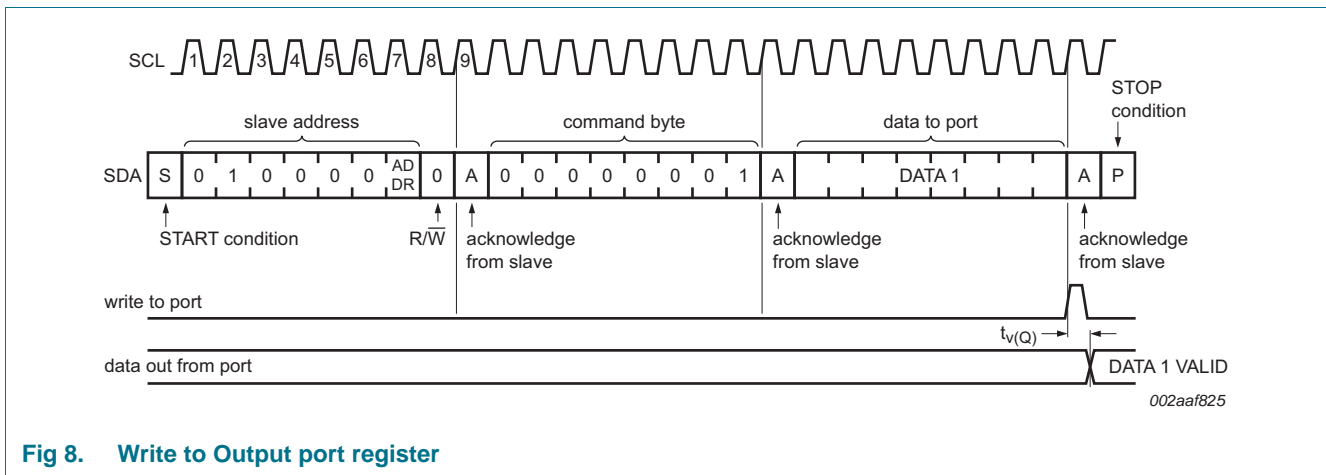 SCL 1 2 3 4 5 6 7 8 9
STOP
condition
slave address command byte data to port
SDA S 0 1 0 0 0 0 AD DR 0 A 0 0 0 0 0 0 0 1 A DATA 1 A P
START condition R/W̅ acknowledge from slave acknowledge from slave acknowledge from slave
write to port
tv(Q)
data out from port DATA 1 VALID
002aaf825
Fig 8. Write to Output port register